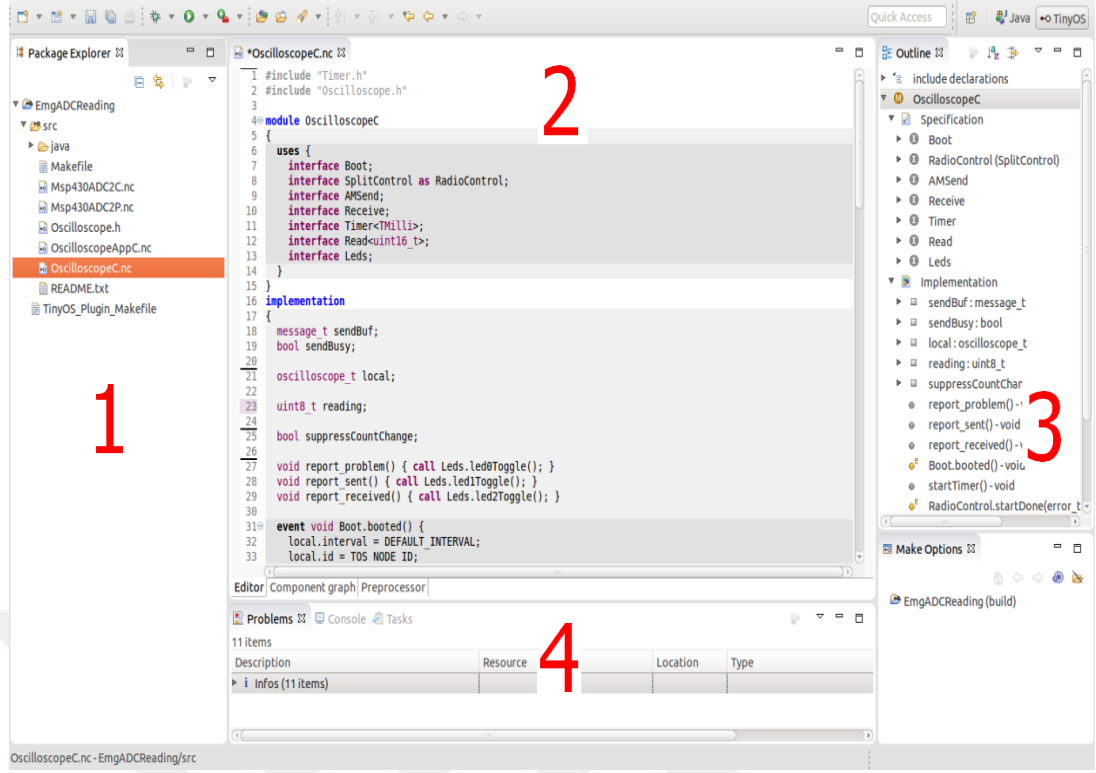 Quick Access
Java
TinyOS
Package Explorer
EmgADCReading
src
java
Makefile
Msp430ADC2C.nc
Msp430ADC2P.nc
Oscilloscope.h
OscilloscopeAppC.nc
OscilloscopeC.nc
README.txt
TinyOS_Plugin_Makefile
1
*OscilloscopeC.nc
2
1 #include "Timer.h"
2 #include "Oscilloscope.h"
3
4 module OscilloscopeC
5 {
6 uses {
7 interface Boot;
8 interface SplitControl as RadioControl;
9 interface AMSend;
10 interface Receive;
11 interface Timer<TMilli>;
12 interface Read<uint16_t>;
13 interface Leds;
14 }
15 }
16 implementation
17 {
18 message_t sendBuf;
19 bool sendBusy;
20
21 oscilloscope_t local;
22
23 uint8_t reading;
24
25 bool suppressCountChange;
26
27 void report_problem() { call Leds.led0Toggle(); }
28 void report_sent() { call Leds.led1Toggle(); }
29 void report_received() { call Leds.led2Toggle(); }
30
31 event void Boot.booted() {
32 local.interval = DEFAULT_INTERVAL;
33 local.id = TOS_NODE_ID;
Editor Component graph Preprocessor
Outline
include declarations
OscilloscopeC
Specification
Boot
RadioControl (SplitControl)
AMSend
Receive
Timer
Read
Leds
Implementation
sendBuf : message_t
sendBusy : bool
local : oscilloscope_t
reading : uint8_t
suppressCountChar
report_problem() -
report_sent() - void
report_received() -
Boot.booted() - void
startTimer() - void
RadioControl.startDone(error_t
3
Make Options
EmgADCReading (build)
Problems Console Tasks
11 items
Description Resource Location Type
i Infos (11 items)
4
OscilloscopeC.nc - EmgADCReading/src